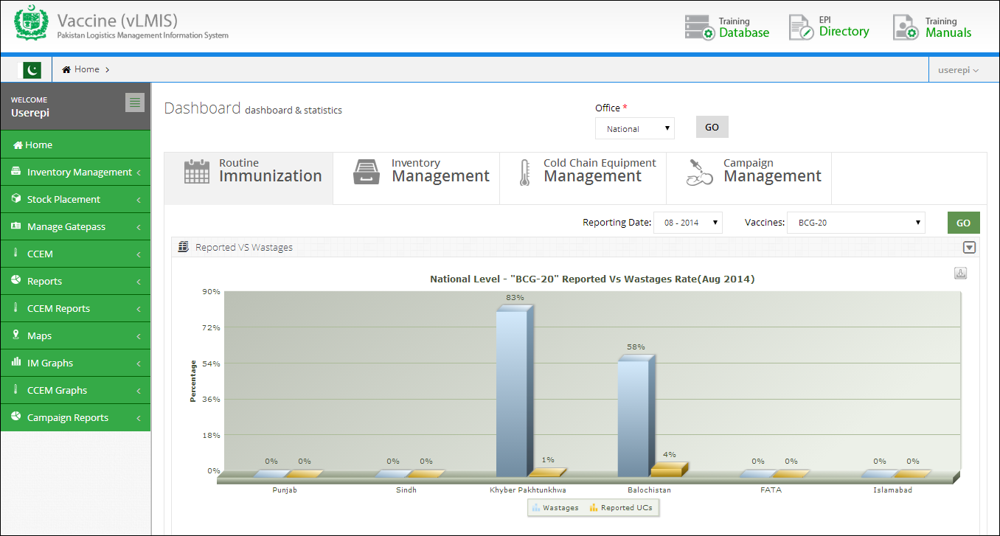 Vaccine (vLMIS)
Pakistan Logistics Management Information System
Training
Database
EPI
Directory
Training
Manuals
Home
userepi
WELCOME
Userepi
Home
Inventory Management
Stock Placement
Manage Gatepass
CCEM
Reports
CCEM Reports
Maps
IM Graphs
CCEM Graphs
Campaign Reports
Dashboard dashboard & statistics
Office *
National
GO
Routine
Immunization
Inventory
Management
Cold Chain Equipment
Management
Campaign
Management
Reporting Date: 08 - 2014 Vaccines: BCG-20 GO
Reported VS Wastages
National Level - "BCG-20" Reported Vs Wastages Rate(Aug 2014)
Percentage
90%
72%
54%
36%
18%
0%
0% 0% 0% 0% 83% 1% 58% 4% 0% 0% 0% 0%
Punjab Sindh Khyber Pakhtunkhwa Balochistan FATA Islamabad
Wastages Reported UCs